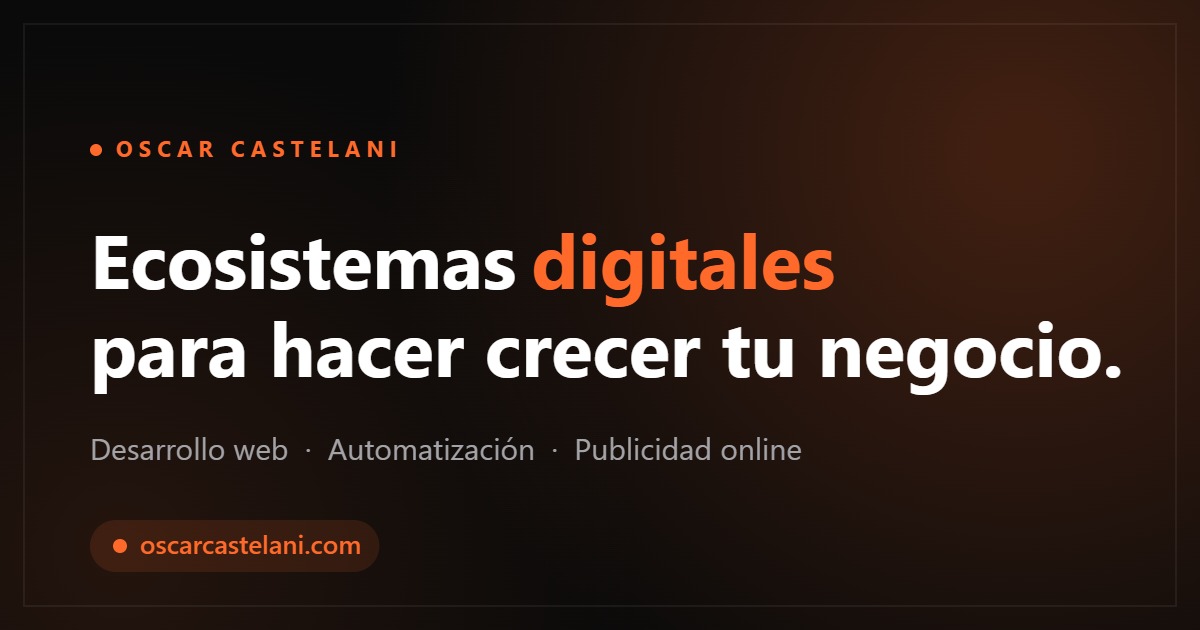 OSCAR CASTELANI
Ecosistemas digitales
para hacer crecer tu negocio.
Desarrollo web · Automatización · Publicidad online
oscarcastelani.com